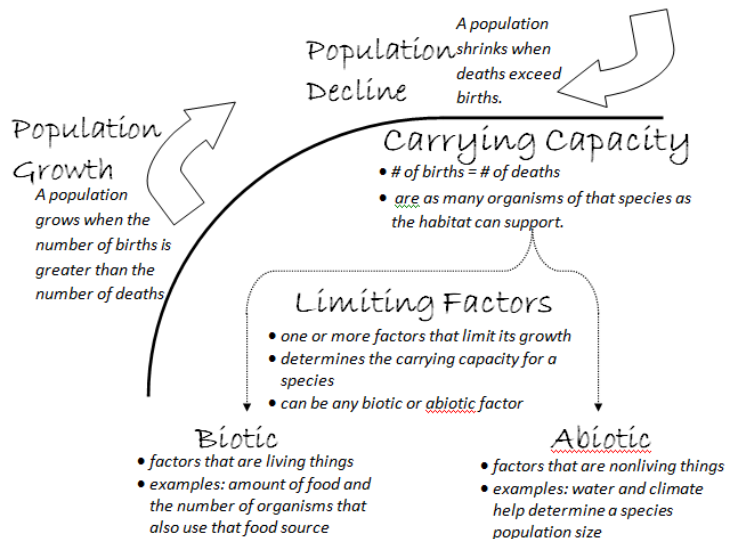 Population
Decline
A population
shrinks when
deaths exceed
births.
Population
Growth
A population
grows when the
number of births is
greater than the
number of deaths
Carrying Capacity
• # of births = # of deaths
• are as many organisms of that species as
the habitat can support.
Limiting Factors
• one or more factors that limit its growth
• determines the carrying capacity for a
species
• can be any biotic or abiotic factor
Biotic
• factors that are living things
• examples: amount of food and
the number of organisms that
also use that food source
Abiotic
• factors that are nonliving things
• examples: water and climate
help determine a species
population size